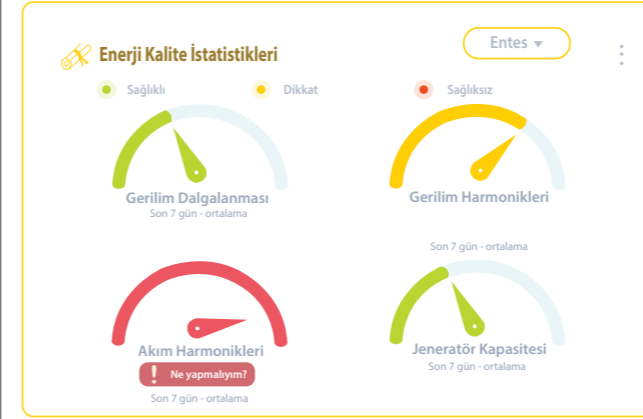 Enerji Kalite İstatistikleri
Entes
Sağlıklı
Dikkat
Sağlıksız
Gerilim Dalgalanması
Son 7 gün - ortalama
Gerilim Harmonikleri
Son 7 gün - ortalama
Akım Harmonikleri
! Ne yapmalıyım?
Son 7 gün - ortalama
Jeneratör Kapasitesi
Son 7 gün - ortalama